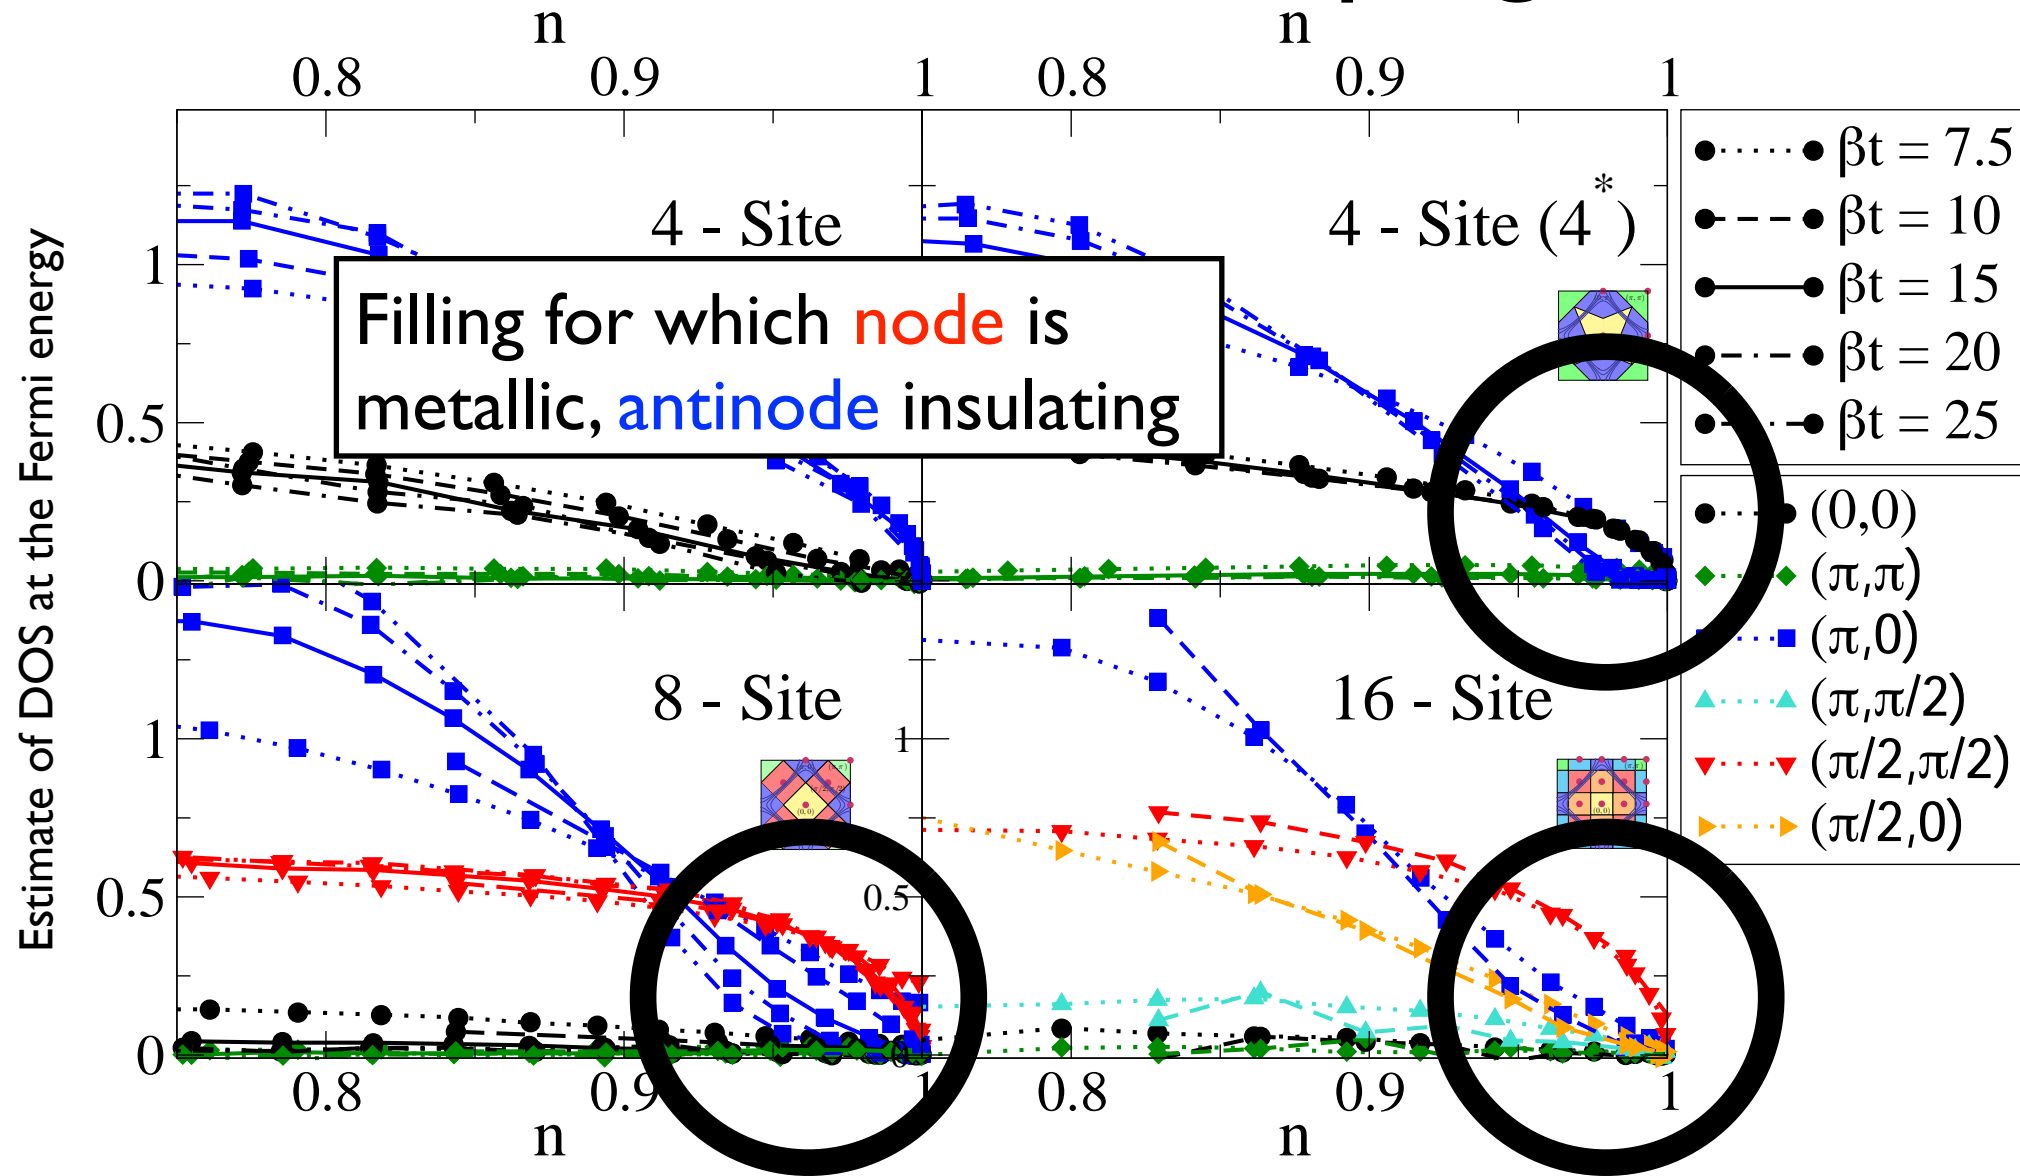 n n
0.8 0.9 1 0.8 0.9 1
Estimate of DOS at the Fermi energy
4 - Site
4 - Site (4*)
1
0.5
0
Filling for which node is
metallic, antinode insulating
8 - Site
16 - Site
1 1
0.5 0.5
0 0
0.8 0.9 1 0.8 0.9 1
n n
βt = 7.5
βt = 10
βt = 15
βt = 20
βt = 25
(0,0)
(π,π)
(π,0)
(π,π/2)
(π/2,π/2)
(π/2,0)